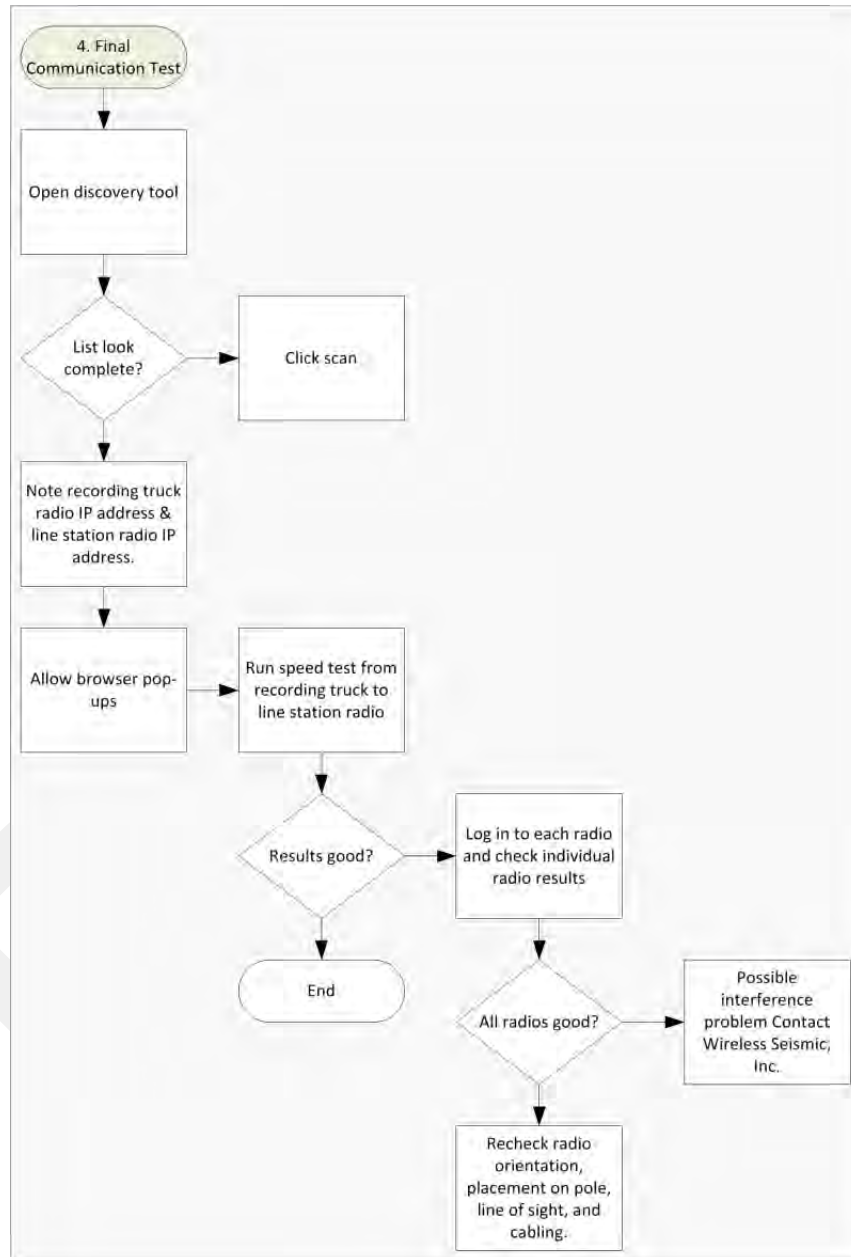 4. Final
Communication Test
Open discovery tool
List look
complete?
Click scan
Note recording truck
radio IP address &
line station radio IP
address.
Allow browser pop-
ups
Run speed test from
recording truck to
line station radio
Results good?
Log in to each radio
and check individual
radio results
End
All radios good?
Possible
interference
problem Contact
Wireless Seismic,
Inc.
Recheck radio
orientation,
placement on pole,
line of sight, and
cabling.